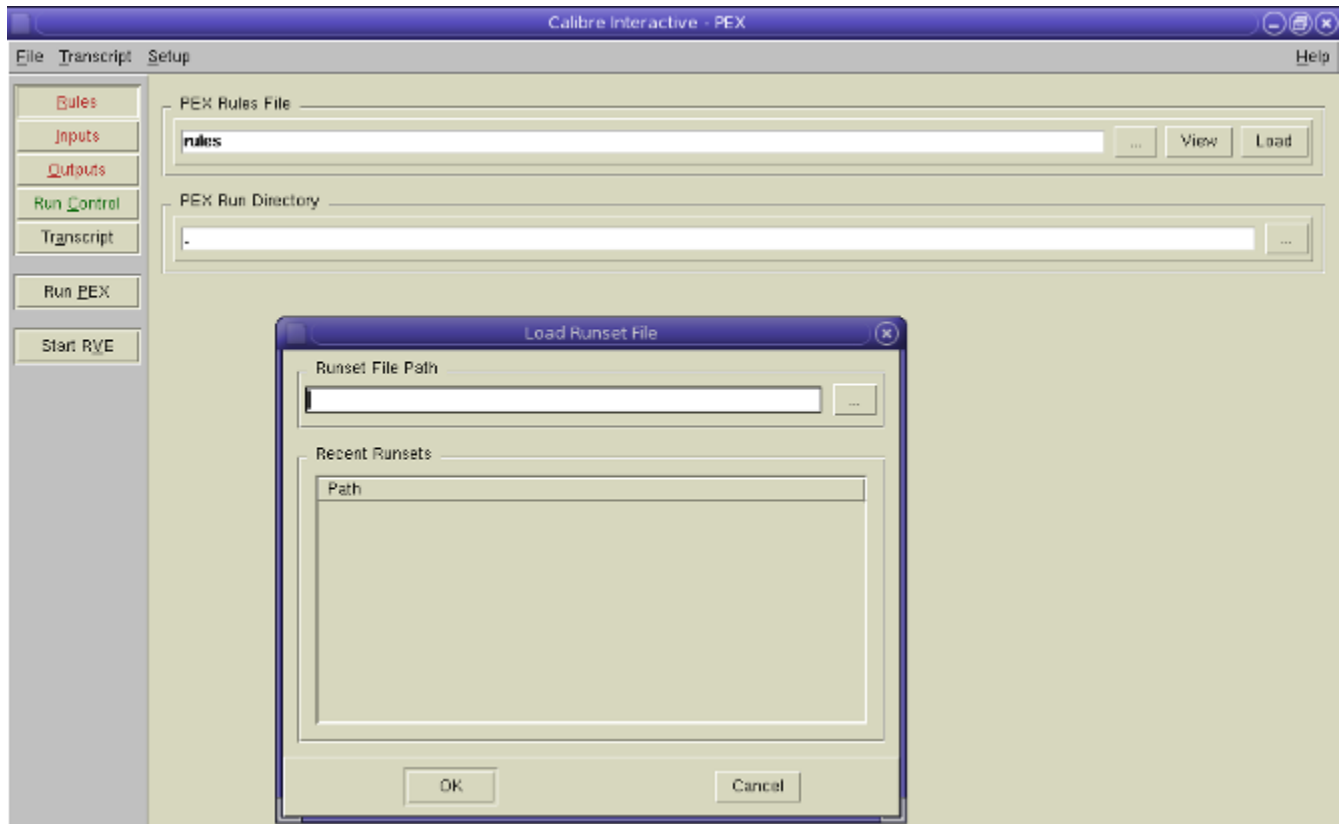 Calibre Interactive - PEX
File Transcript Setup Help
Rules
Inputs
Outputs
Run Control
Transcript
Run PEX
Start RVE
PEX Rules File
rules ... View Load
PEX Run Directory
. ...
Load Runset File
Runset File Path
...
Recent Runsets
Path
OK Cancel